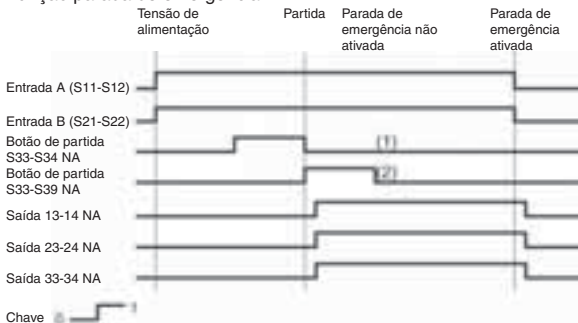 Tensão de
alimentação
Partida
Parada de
emergência não
ativada
Parada de
emergência
ativada
Entrada A (S11-S12)
Entrada B (S21-S22)
Botão de partida
S33-S34 NA
(1)
Botão de partida
S33-S39 NA
(2)
Saída 13-14 NA
Saída 23-24 NA
Saída 33-34 NA
Chave 0 1